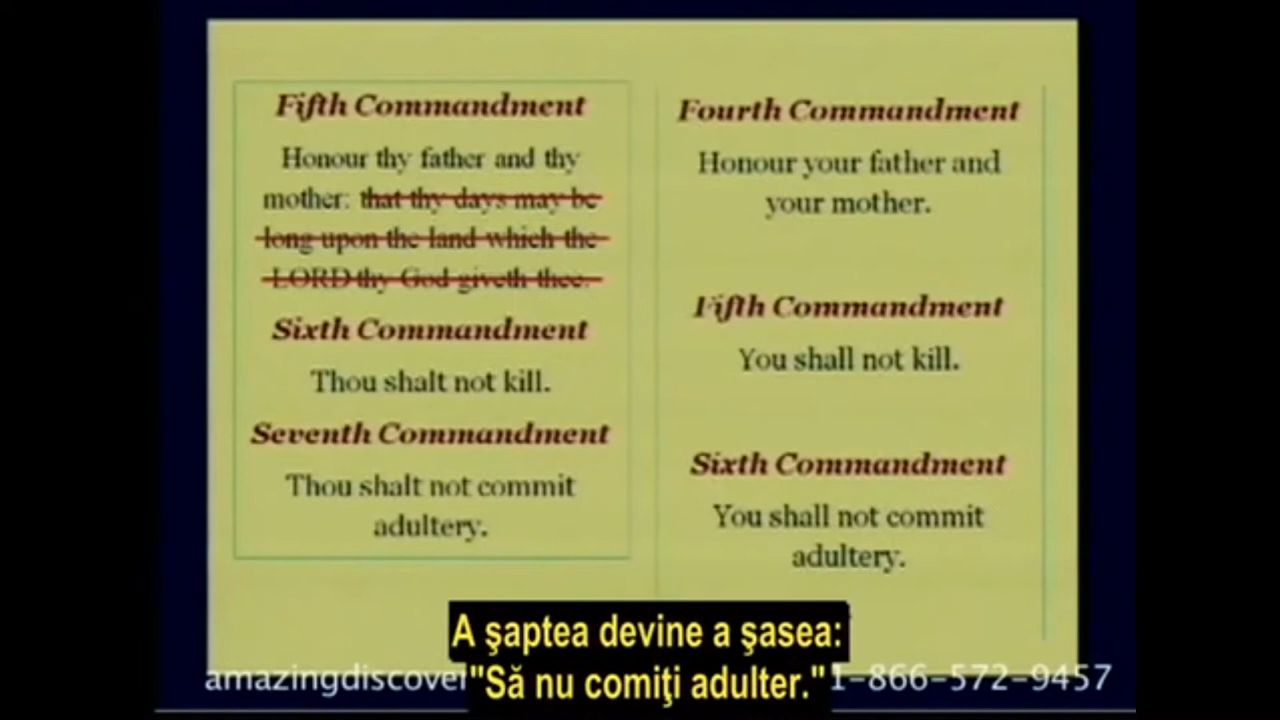 Fifth Commandment
Honour thy father and thy
mother: that thy days may be
long upon the land which the
LORD thy God giveth thee.
Sixth Commandment
Thou shalt not kill.
Seventh Commandment
Thou shalt not commit
adultery.
Fourth Commandment
Honour your father and
your mother.
Fifth Commandment
You shall not kill.
Sixth Commandment
You shall not commit
adultery.
A şaptea devine a şasea:
"Să nu comiţi adulter."
1-866-572-9457